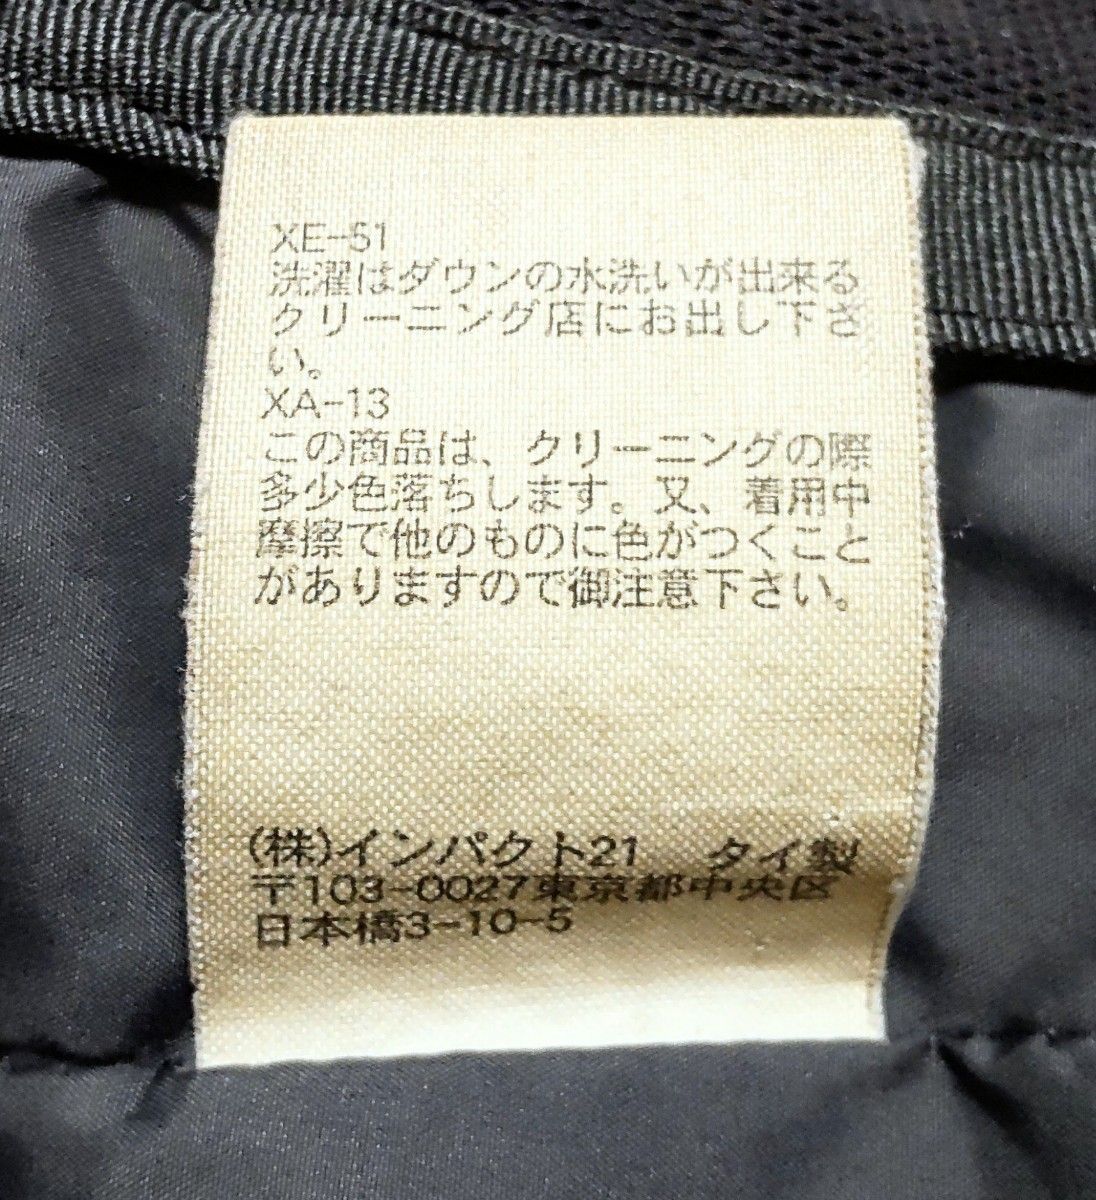 XE-51
洗濯はダウンの水洗いが出来る
クリーニング店にお出し下さ
い。
XA-13
この商品は、クリーニングの際
多少色落ちします。又、着用中
摩擦で他のものに色がつくこと
がありますので御注意下さい。
(株)インパクト21 タイ製
〒103-0027東京都中央区
日本橋3-10-5